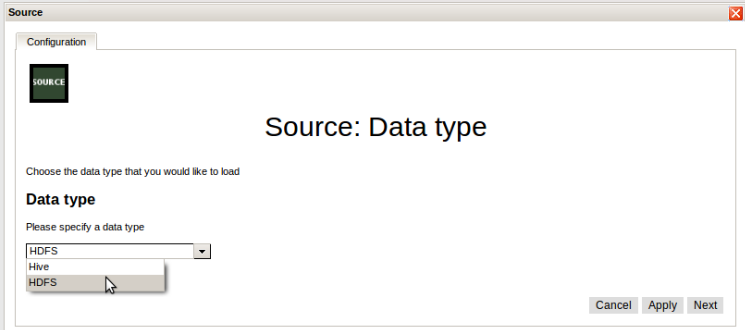 Source
Configuration
SOURCE
Source: Data type
Choose the data type that you would like to load
Data type
Please specify a data type
HDFS
Hive
HDFS
Cancel Apply Next